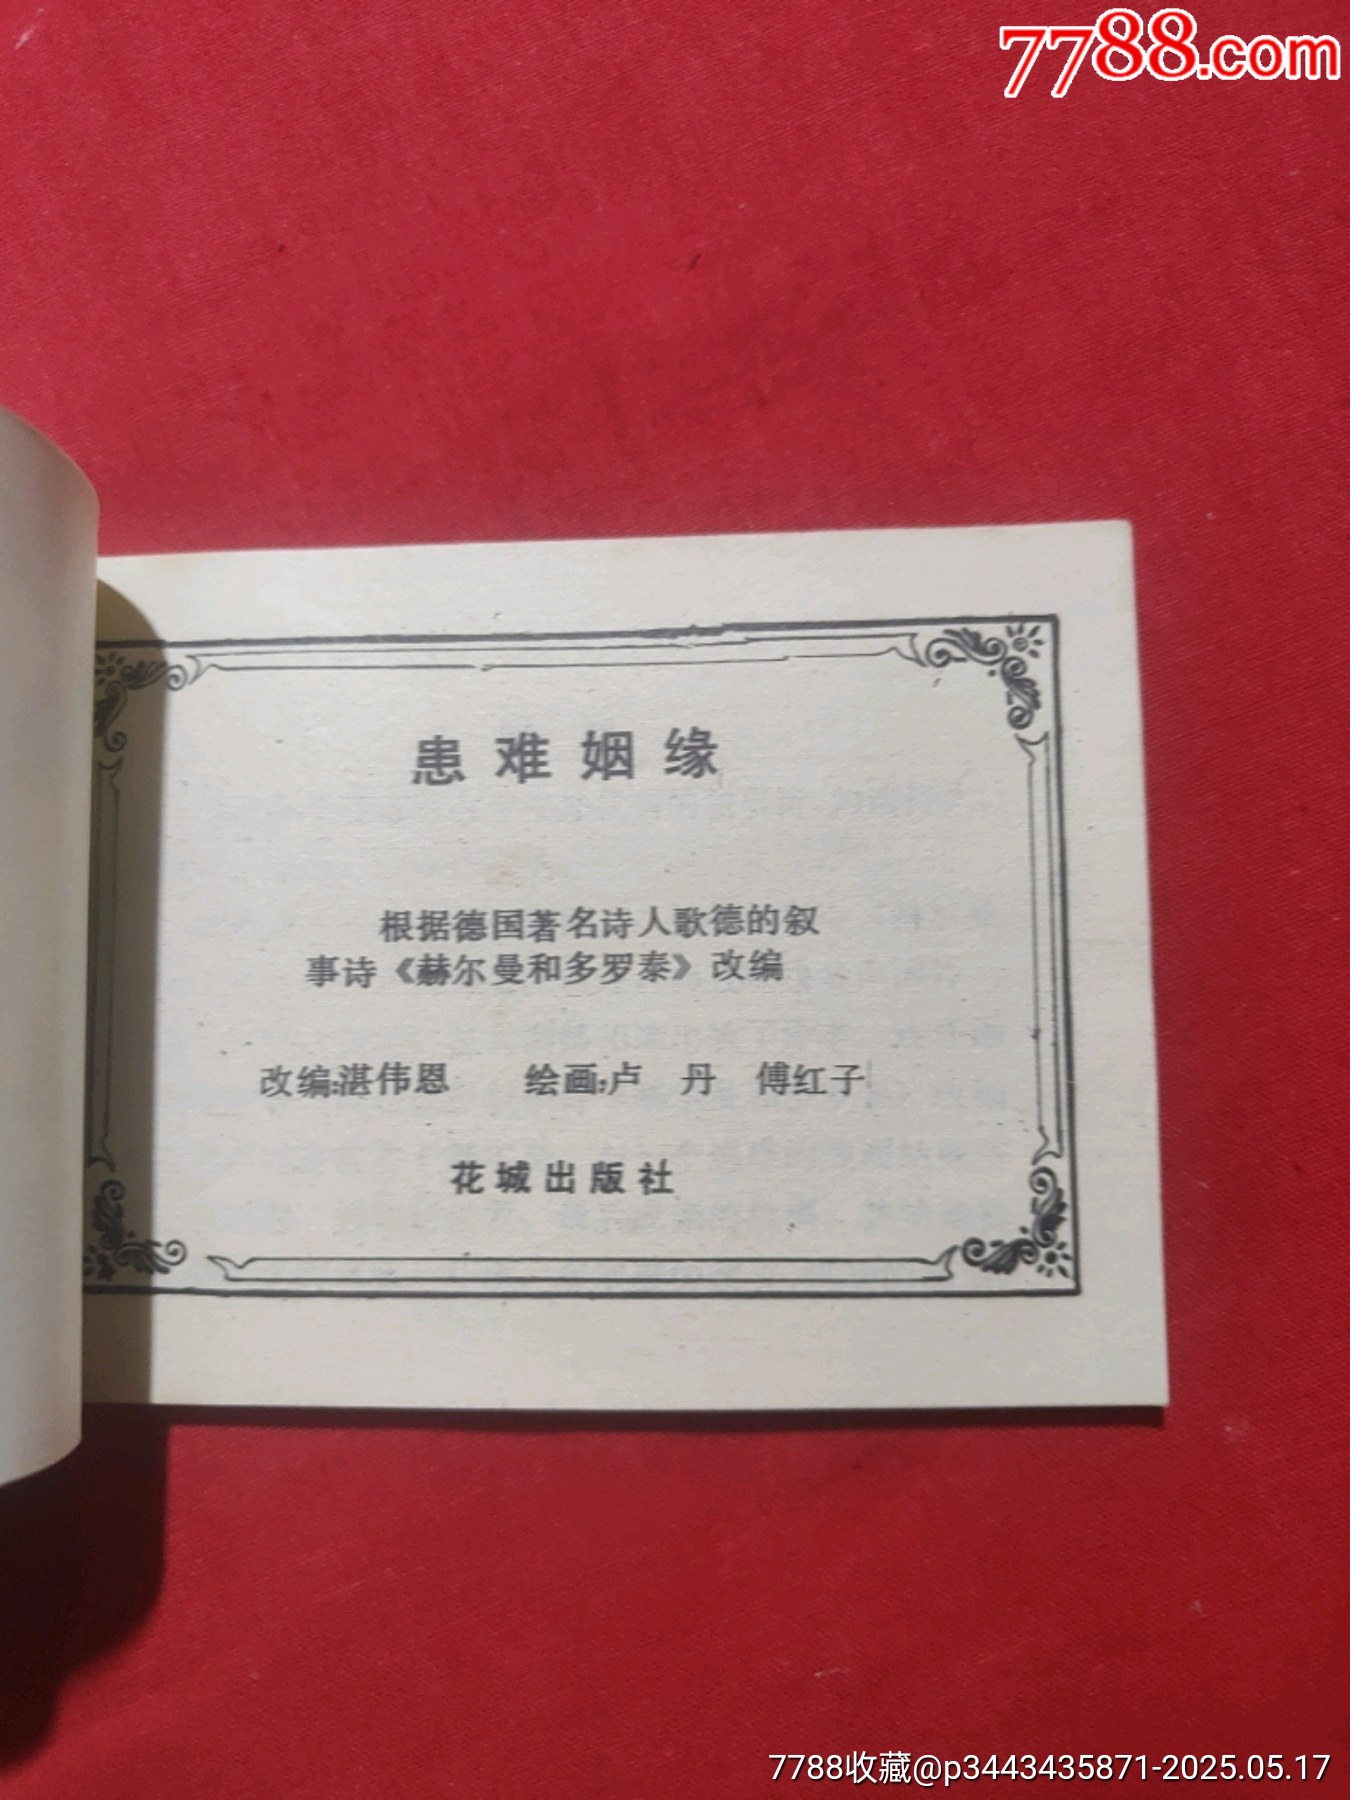 7788.com
患难姻缘
根据德国著名诗人歌德的叙
事诗《赫尔曼和多罗泰》改编
改编:湛伟恩 绘画:卢 丹 傅红子
花城出版社
7788收藏@p3443435871-2025.05.17